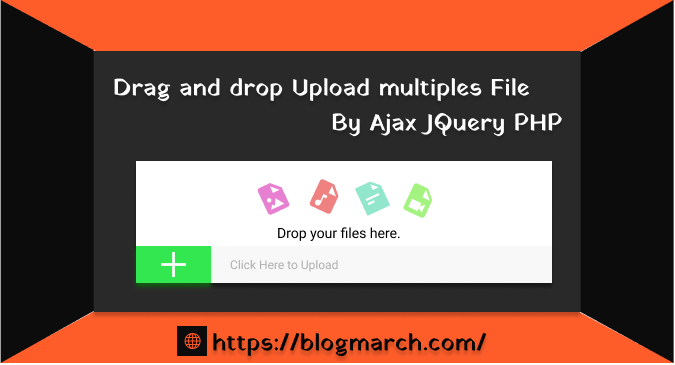 Drag and drop Upload multiples File
By Ajax JQuery PHP
Drop your files here.
Click Here to Upload
https://blogmarch.com/